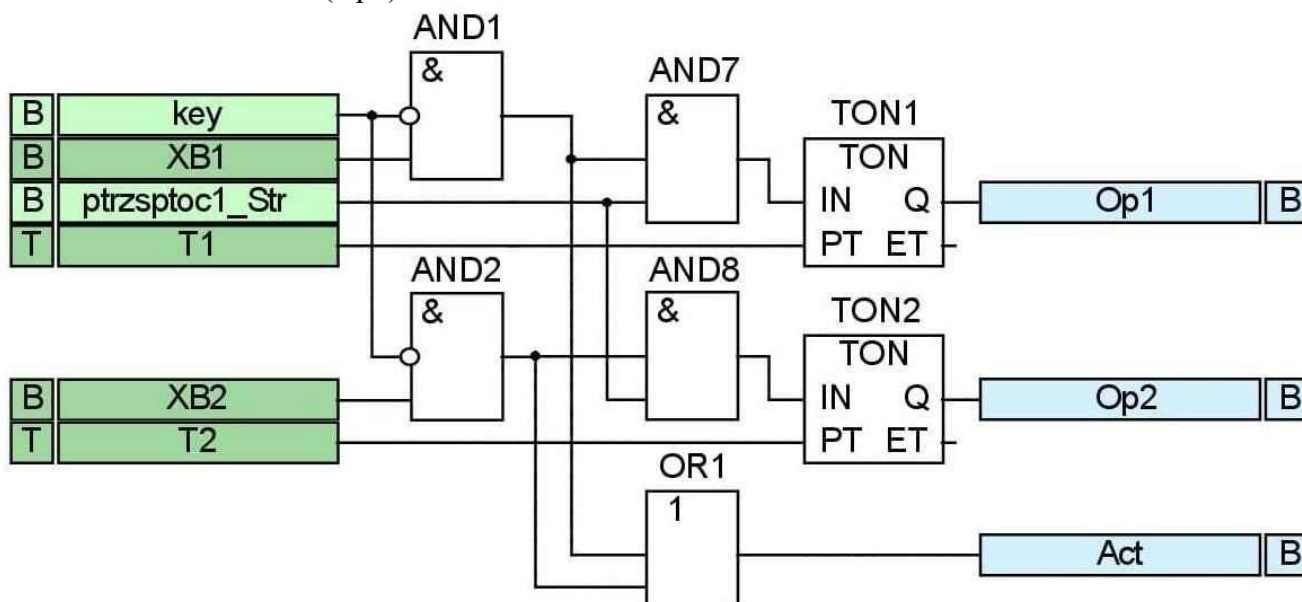 AND1
&
AND7
&
TON1
TON
B key
B XB1
B ptrzsptoc1_Str
T T1
IN Q
PT ET
Op1 B
AND2
&
AND8
&
TON2
TON
B XB2
T T2
IN Q
PT ET
Op2 B
OR1
1
Act B